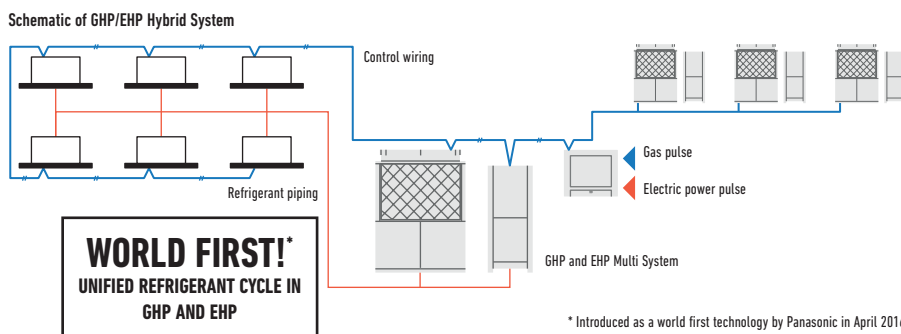 Schematic of GHP/EHP Hybrid System
Control wiring
Gas pulse
Electric power pulse
Refrigerant piping
WORLD FIRST!*
UNIFIED REFRIGERANT CYCLE IN
GHP AND EHP
GHP and EHP Multi System
* Introduced as a world first technology by Panasonic in April